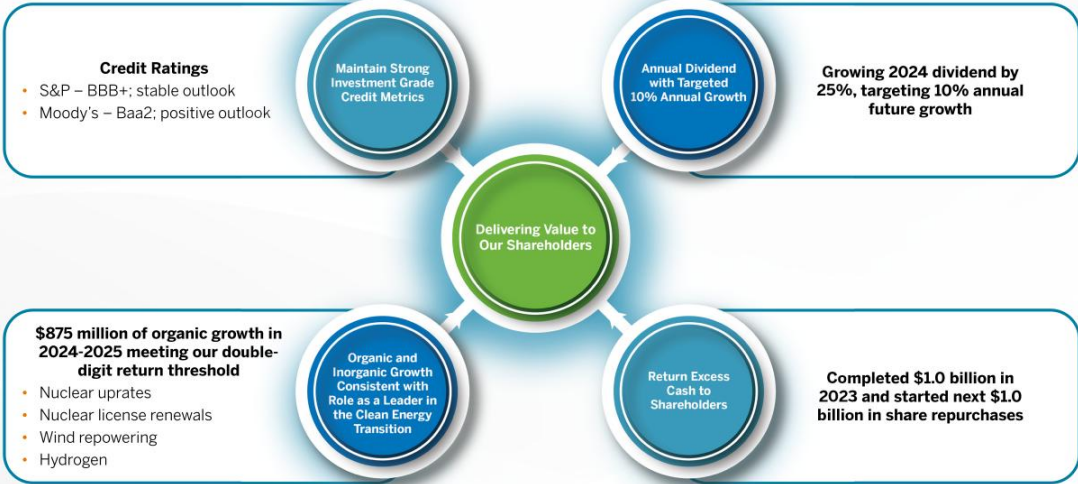 Credit Ratings
• S&P – BBB+; stable outlook
• Moody's – Baa2; positive outlook
Maintain Strong
Investment Grade
Credit Metrics
Annual Dividend
with Targeted
10% Annual Growth
Growing 2024 dividend by
25%, targeting 10% annual
future growth
Delivering Value to
Our Shareholders
$875 million of organic growth in
2024-2025 meeting our double-
digit return threshold
• Nuclear uprates
• Nuclear license renewals
• Wind repowering
• Hydrogen
Organic and
Inorganic Growth
Consistent with
Role as a Leader in
the Clean Energy
Transition
Return Excess
Cash to
Shareholders
Completed $1.0 billion in
2023 and started next $1.0
billion in share repurchases